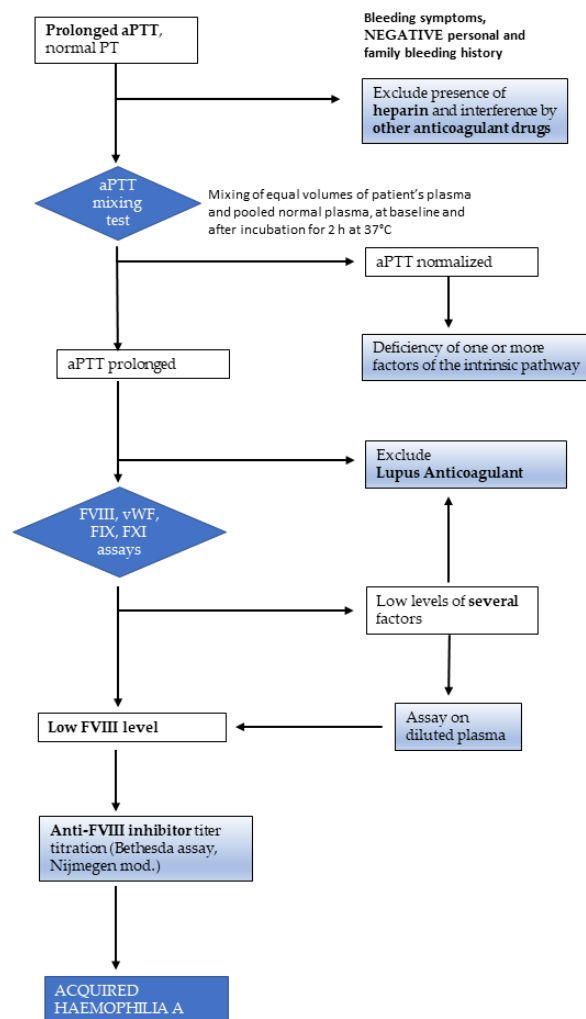 Prolonged aPTT,
normal PT
Bleeding symptoms,
NEGATIVE personal and
family bleeding history
Exclude presence of
heparin and interference by
other anticoagulant drugs
aPTT
mixing
test
Mixing of equal volumes of patient's plasma
and pooled normal plasma, at baseline and
after incubation for 2 h at 37°C
aPTT normalized
Deficiency of one or more
factors of the intrinsic pathway
aPTT prolonged
Exclude
Lupus Anticoagulant
FVIII, vWF,
FIX, FXI
assays
Low levels of several
factors
Low FVIII level
Assay on
diluted plasma
Anti-FVIII inhibitor titer
titration (Bethesda assay,
Nijmegen mod.)
ACQUIRED
HAEMOPHILIA A